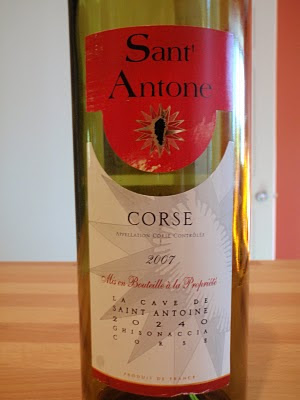 Sant'
Antone
CORSE
APPELLATION CORSE CONTRÔLÉE
2007
Mis en Bouteille à la Propriété
LA CAVE DE
SAINT ANTOINE
20240
GHISONACCIA
CORSE
PRODUIT DE FRANCE